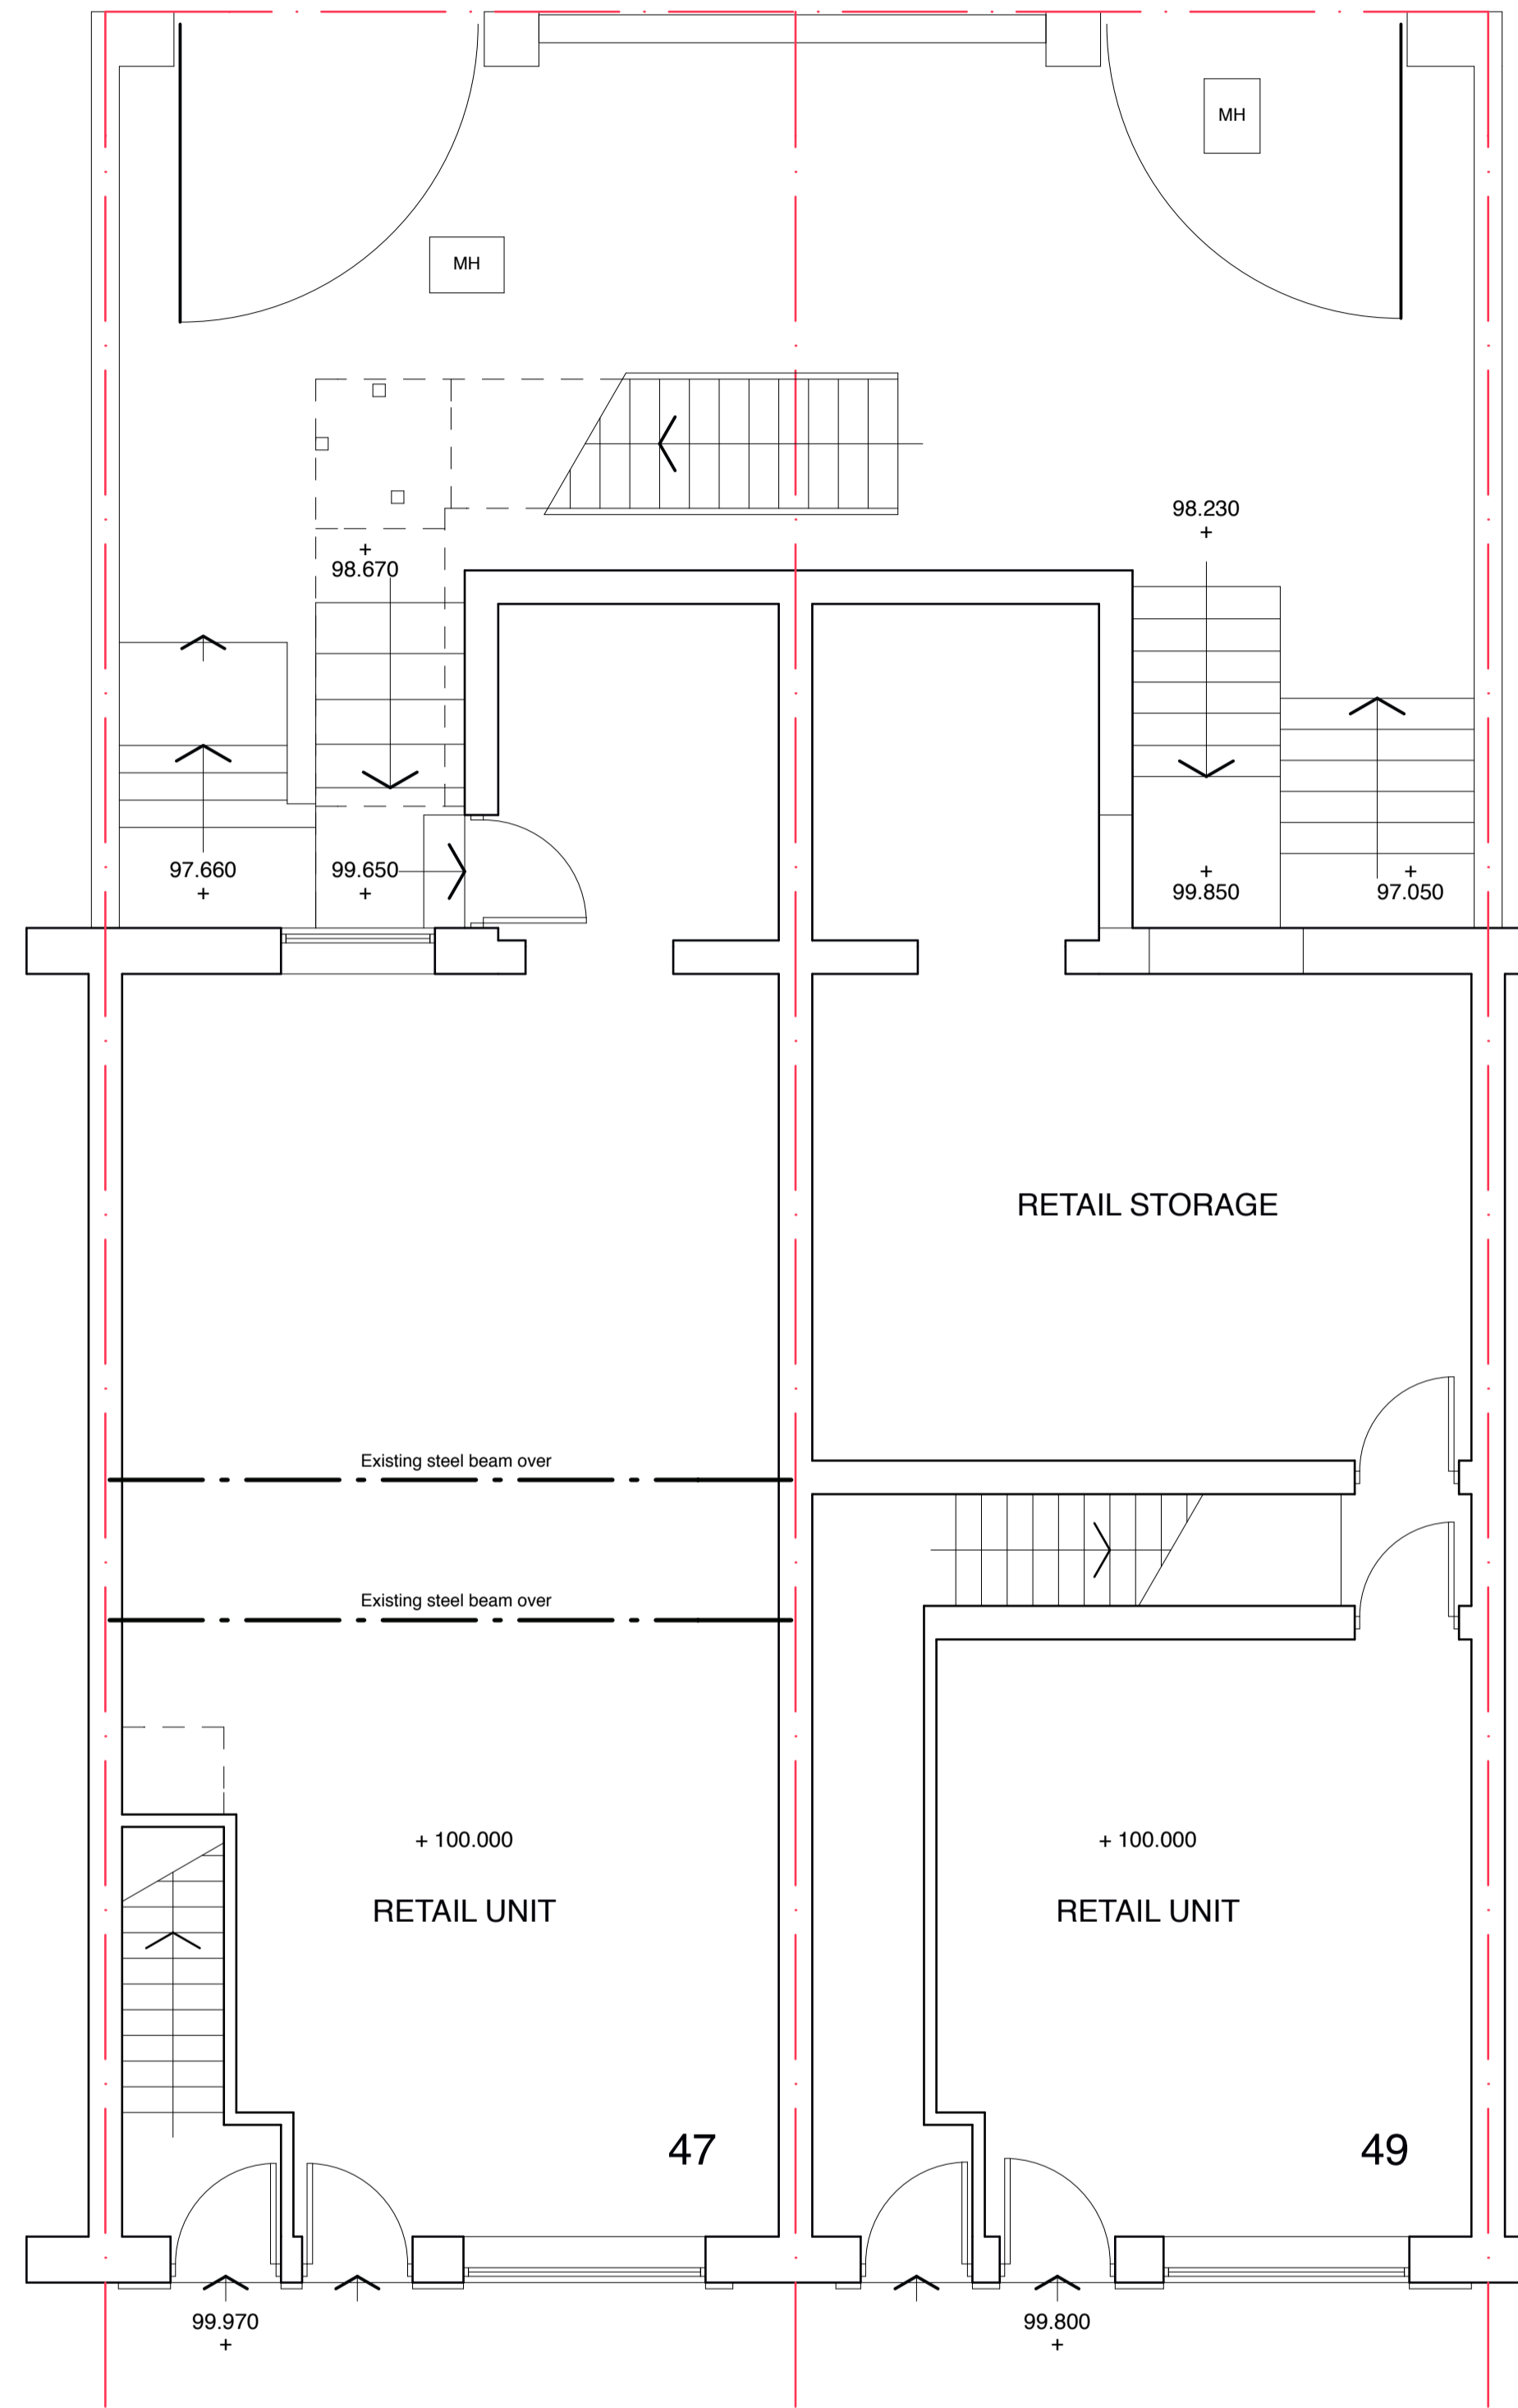 MH
MH
98.230
+
+
98.670
97.660
+
99.650
+
+
99.850
+
97.050
RETAIL STORAGE
Existing steel beam over
Existing steel beam over
+ 100.000
RETAIL UNIT
+ 100.000
RETAIL UNIT
47
49
99.970
+
99.800
+